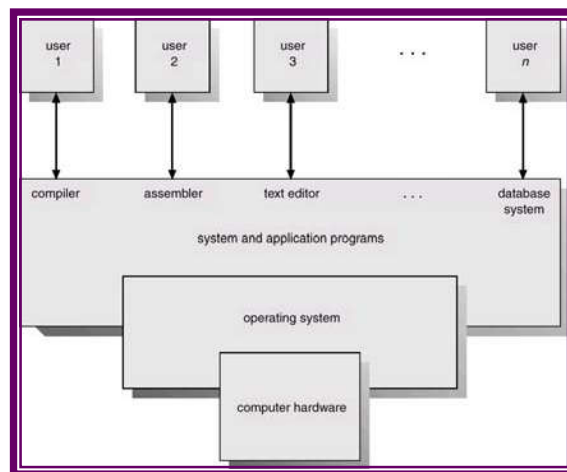 user
1
user
2
user
3
. . .
user
n
compiler
assembler
text editor
. . .
database
system
system and application programs
operating system
computer hardware